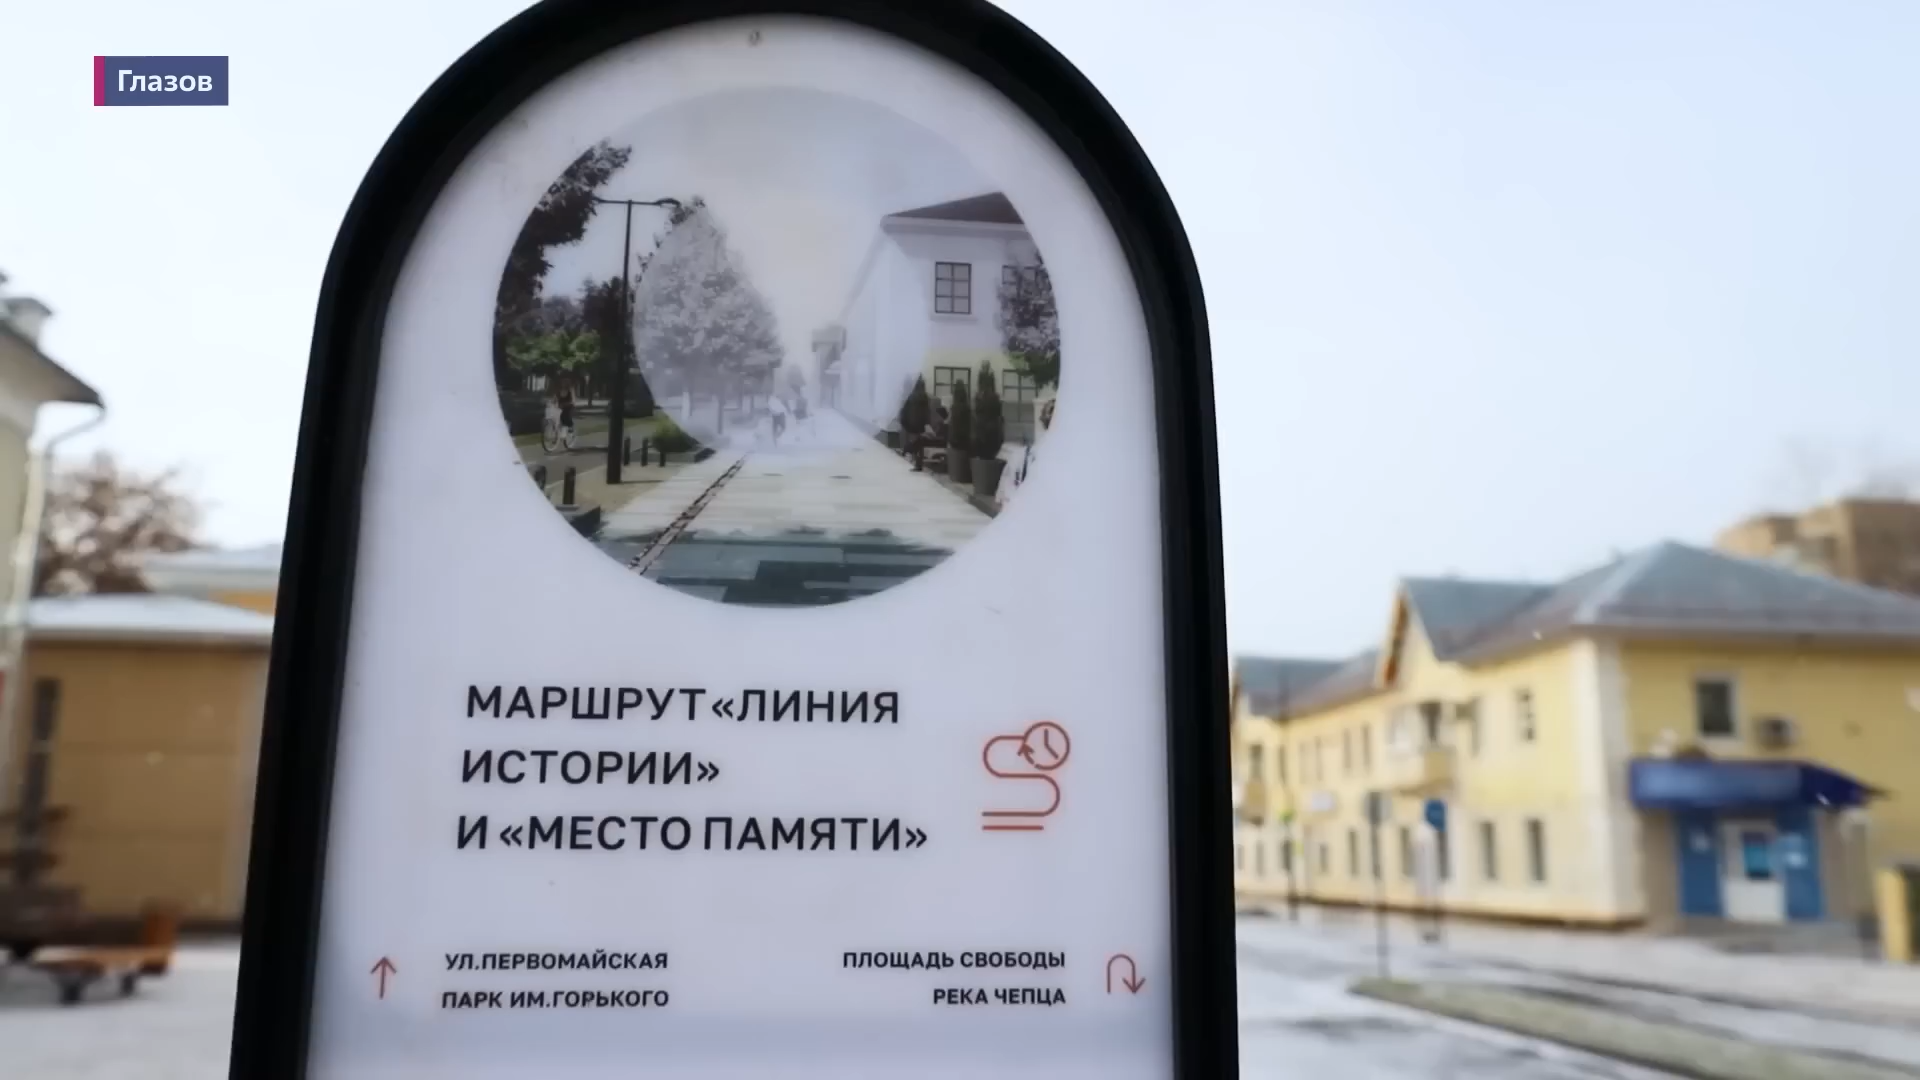 Глазов
МАРШРУТ «ЛИНИЯ
ИСТОРИИ»
И «МЕСТО ПАМЯТИ»
УЛ.ПЕРВОМАЙСКАЯ
ПАРК ИМ.ГОРЬКОГО
ПЛОЩАДЬ СВОБОДЫ
РЕКА ЧЕПЦА